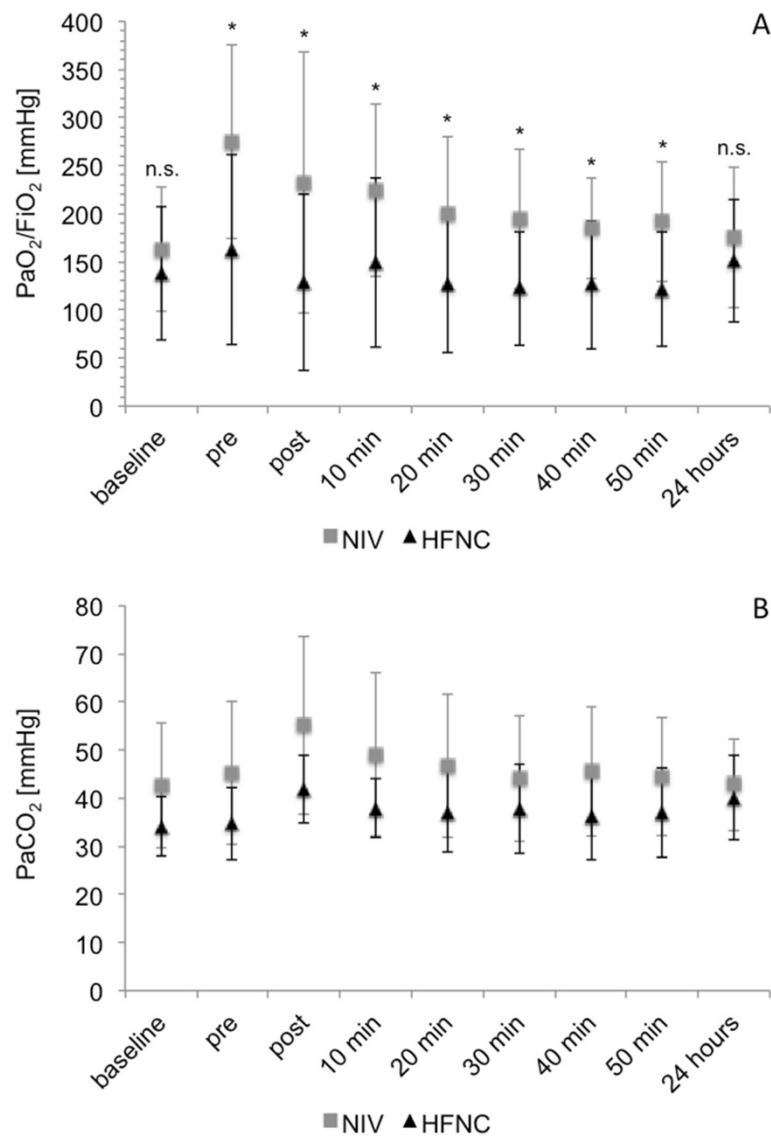 A
PaO₂/FiO₂ [mmHg]
400
350
300
250
200
150
100
50
0
n.s.
*
*
*
*
*
*
*
n.s.
baseline
pre
post
10 min
20 min
30 min
40 min
50 min
24 hours
NIV HFNC
B
PaCO₂ [mmHg]
80
70
60
50
40
30
20
10
0
baseline
pre
post
10 min
20 min
30 min
40 min
50 min
24 hours
NIV HFNC